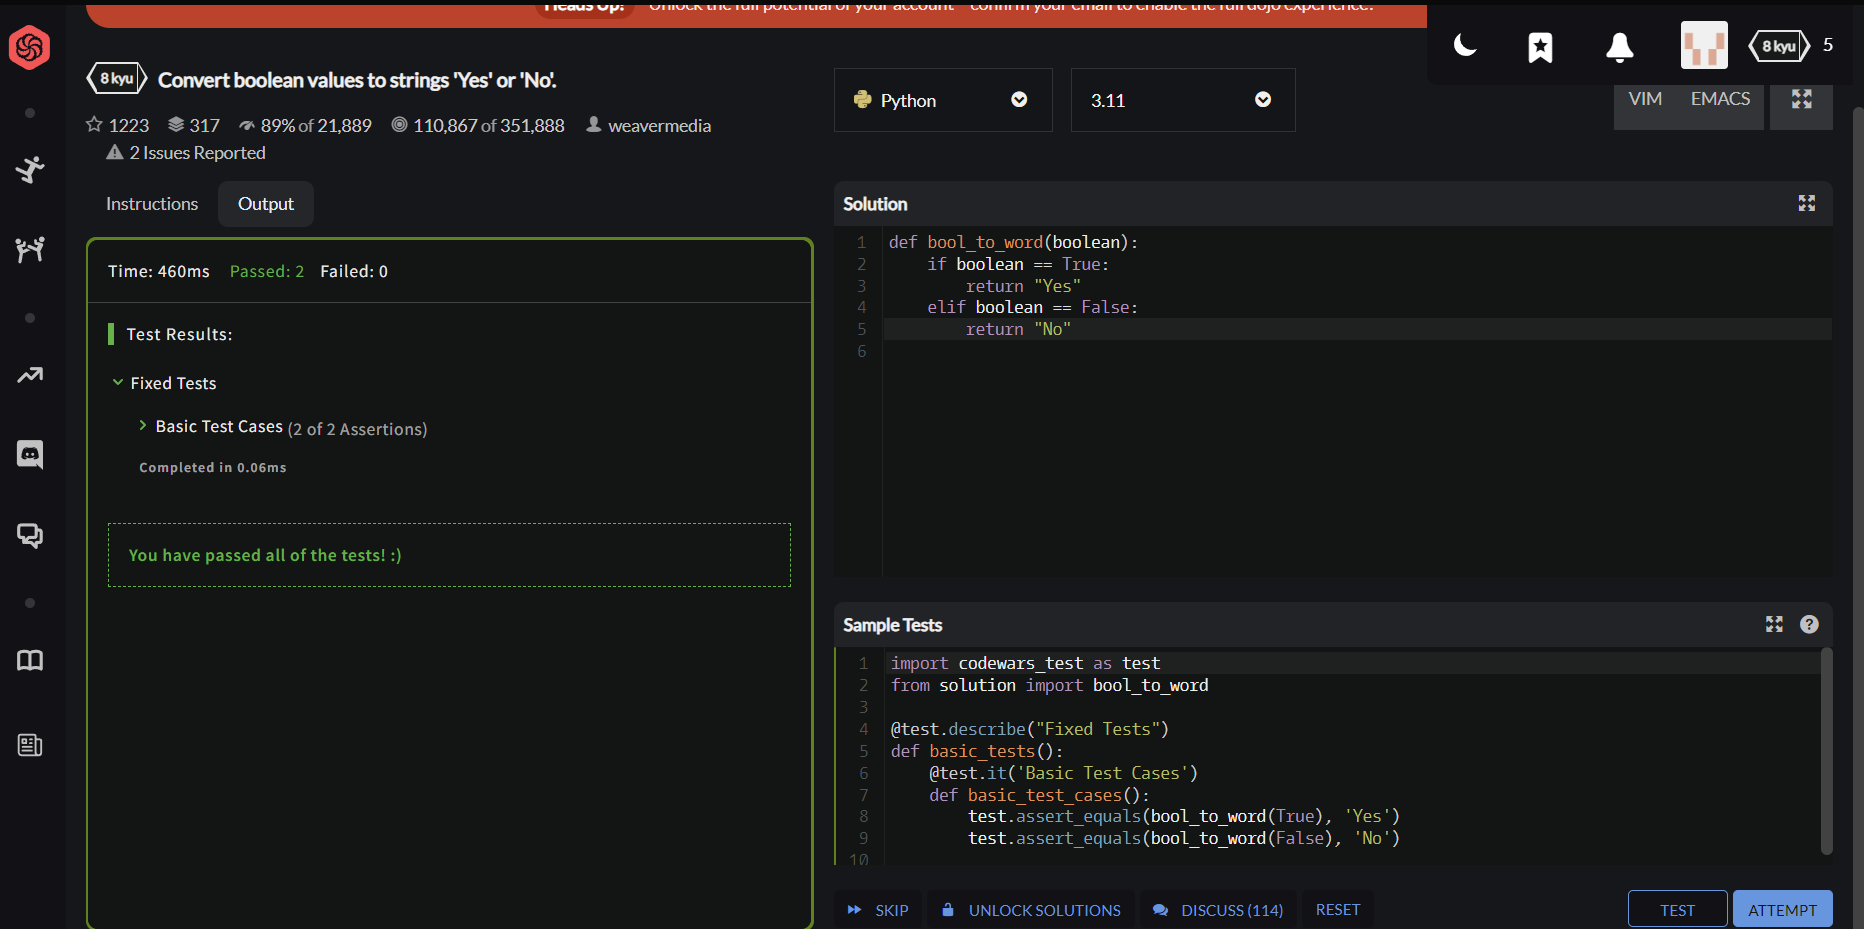 Heads Up! Unlock the full potential of your account - confirm your email to enable the full dojo experience.
8 kyu 5
8 kyu Convert boolean values to strings 'Yes' or 'No'.
1223 317 89% of 21,889 110,867 of 351,888 weavermedia
2 Issues Reported
Python 3.11
VIM EMACS
Instructions Output
Time: 460ms Passed: 2 Failed: 0
Test Results:
Fixed Tests
Basic Test Cases (2 of 2 Assertions)
Completed in 0.06ms
You have passed all of the tests! :)
Solution
1 def bool_to_word(boolean):
2 if boolean == True:
3 return "Yes"
4 elif boolean == False:
5 return "No"
6
Sample Tests
?
1 import codewars_test as test
2 from solution import bool_to_word
3
4 @test.describe("Fixed Tests")
5 def basic_tests():
6 @test.it('Basic Test Cases')
7 def basic_test_cases():
8 test.assert_equals(bool_to_word(True), 'Yes')
9 test.assert_equals(bool_to_word(False), 'No')
10
SKIP UNLOCK SOLUTIONS DISCUSS (114) RESET TEST ATTEMPT